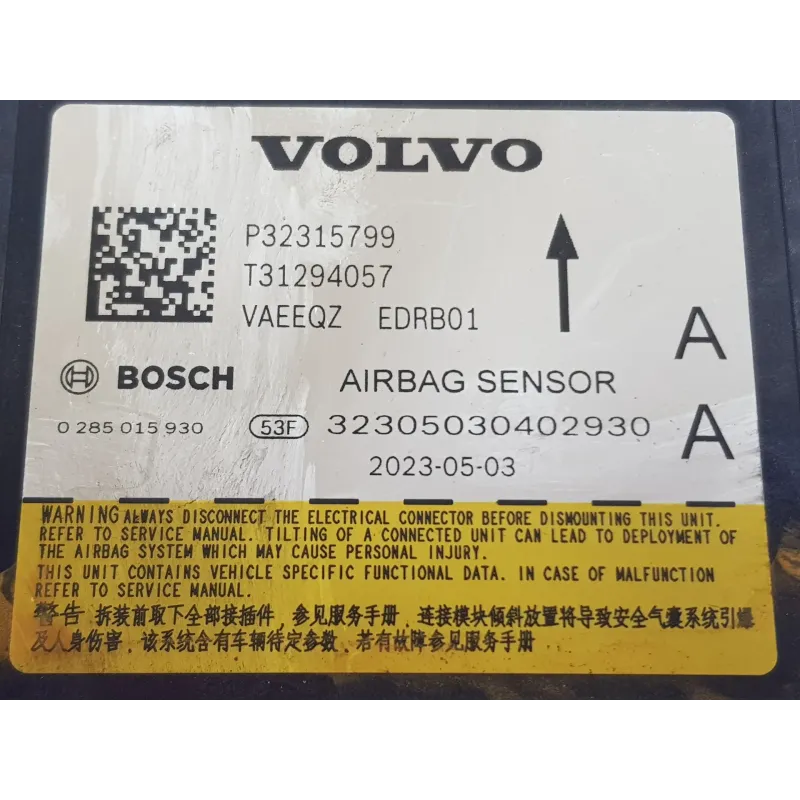 VOLVO
P32315799
T31294057
VAEEQZ EDRB01
A
BOSCH AIRBAG SENSOR
0 285 015 930 53F 32305030402930 A
2023-05-03
WARNING ALWAYS DISCONNECT THE ELECTRICAL CONNECTOR BEFORE DISMOUNTING THIS UNIT.
REFER TO SERVICE MANUAL. TILTING OF A CONNECTED UNIT CAN LEAD TO DEPLOYMENT OF
THE AIRBAG SYSTEM WHICH MAY CAUSE PERSONAL INJURY.
THIS UNIT CONTAINS VEHICLE SPECIFIC FUNCTIONAL DATA. IN CASE OF MALFUNCTION
REFER TO SERVICE MANUAL.
警告 拆装前取下全部接插件，参见服务手册．连接模块倾斜放置将导致安全气囊系统引爆
及人身伤害．该系统含有车辆特定参数，若有故障参见服务手册